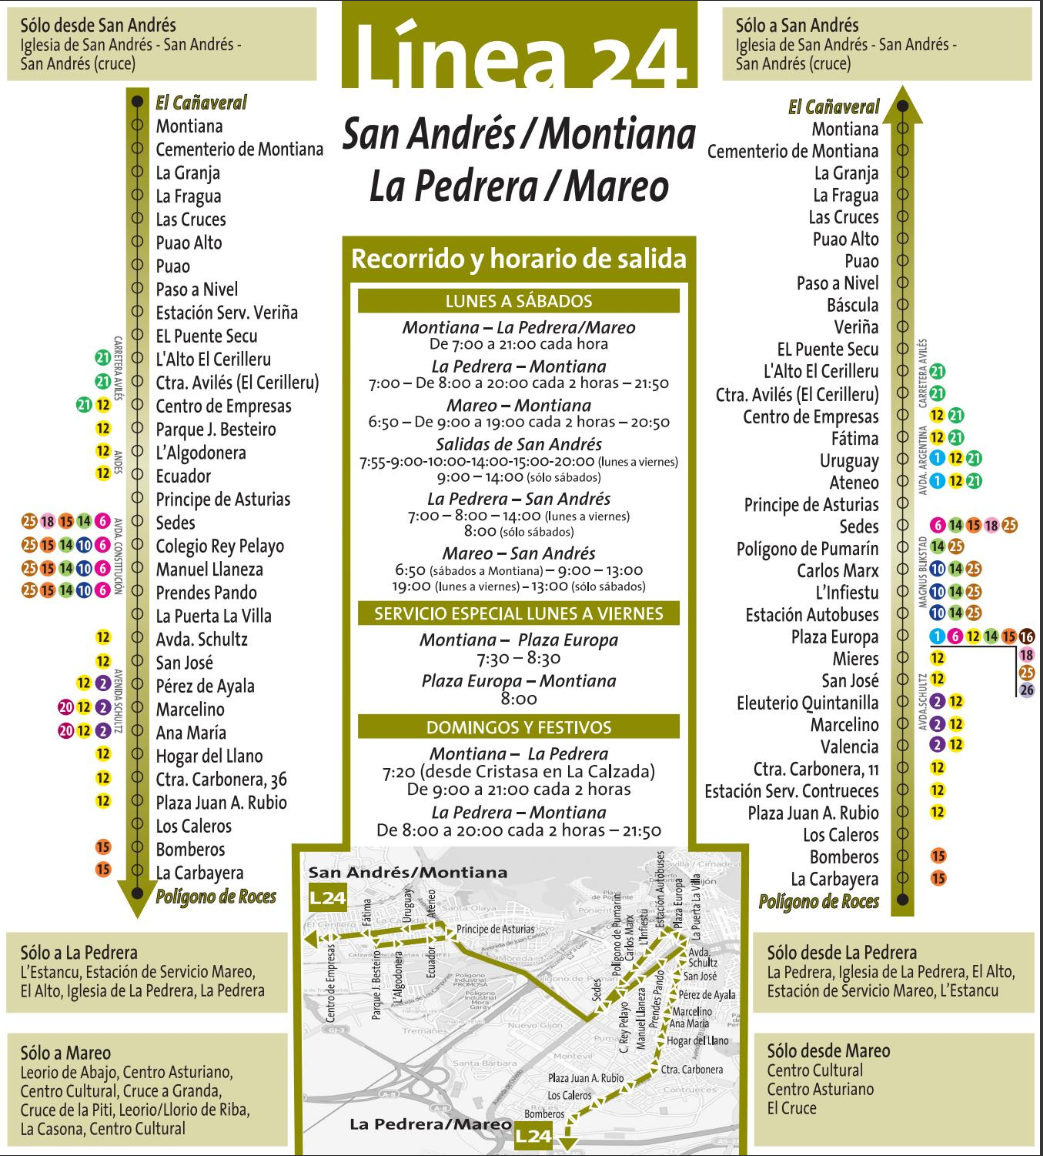 Sólo desde San Andrés
Iglesia de San Andrés - San Andrés -
San Andrés (cruce)
El Cañaveral
Montiana
Cementerio de Montiana
La Granja
La Fragua
Las Cruces
Puao Alto
Puao
Paso a Nivel
Estación Serv. Veriña
EL Puente Secu
21 L'Alto El Cerilleru
21 Ctra. Avilés (El Cerilleru)
21 12 Centro de Empresas
12 Parque J. Besteiro
12 L'Algodonera
12 Ecuador
Principe de Asturias
25 18 15 14 6 Sedes
25 15 14 10 6 Colegio Rey Pelayo
25 15 14 10 6 Manuel Llaneza
25 15 14 10 6 Prendes Pando
La Puerta La Villa
12 Avda. Schultz
12 San José
12 2 Pérez de Ayala
20 12 2 Marcelino
20 12 2 Ana María
12 Hogar del Llano
12 Ctra. Carbonera, 36
12 Plaza Juan A. Rubio
Los Caleros
15 Bomberos
15 La Carbayera
Polígono de Roces
CARRETERA AVILÉS
ANDES
AVDA. CONSTITUCIÓN
AVENIDA SCHULTZ
Sólo a La Pedrera
L'Estancu, Estación de Servicio Mareo,
El Alto, Iglesia de La Pedrera, La Pedrera
Sólo a Mareo
Leorio de Abajo, Centro Asturiano,
Centro Cultural, Cruce a Granda,
Cruce de la Piti, Leorio/Llorio de Riba,
La Casona, Centro Cultural
Línea 24
San Andrés/Montiana
La Pedrera/Mareo
Recorrido y horario de salida
LUNES A SÁBADOS
Montiana – La Pedrera/Mareo
De 7:00 a 21:00 cada hora
La Pedrera – Montiana
7:00 – De 8:00 a 20:00 cada 2 horas – 21:50
Mareo – Montiana
6:50 – De 9:00 a 19:00 cada 2 horas – 20:50
Salidas de San Andrés
7:55-9:00-10:00-14:00-15:00-20:00 (lunes a viernes)
9:00 – 14:00 (sólo sábados)
La Pedrera – San Andrés
7:00 – 8:00 – 14:00 (lunes a viernes)
8:00 (sólo sábados)
Mareo – San Andrés
6:50 (sábados a Montiana) – 9:00 – 13:00
19:00 (lunes a viernes) – 13:00 (sólo sábados)
SERVICIO ESPECIAL LUNES A VIERNES
Montiana – Plaza Europa
7:30 – 8:30
Plaza Europa – Montiana
8:00
DOMINGOS Y FESTIVOS
Montiana – La Pedrera
7:20 (desde Cristasa en La Calzada)
De 9:00 a 21:00 cada 2 horas
La Pedrera – Montiana
De 8:00 a 20:00 cada 2 horas – 21:50
San Andrés/Montiana
L24
Fátima
Uruguay
Ateneo
Principe de Asturias
Centro de Empresas
Parque J. Besteiro
L'Algodonera
Ecuador
Sedes
Polígono de Pumarín
Carlos Marx
L'Infiestu
Estación Autobuses
Plaza Europa
La Puerta La Villa
C. Rey Pelayo
Manuel Llaneza
Prendes Pando
Avda.
Schultz
San José
Pérez de Ayala
Marcelino
Ana María
Hogar del Llano
Ctra. Carbonera
Plaza Juan A. Rubio
Los Caleros
Bomberos
Nuevo Gijón
Santa Bárbara
Montevil
Contrueces
Tremañes
La Pedrera/Mareo
L24
Sólo a San Andrés
Iglesia de San Andrés - San Andrés -
San Andrés (cruce)
El Cañaveral
Montiana
Cementerio de Montiana
La Granja
La Fragua
Las Cruces
Puao Alto
Puao
Paso a Nivel
Báscula
Veriña
EL Puente Secu
L'Alto El Cerilleru 21
Ctra. Avilés (El Cerilleru) 21
Centro de Empresas 12 21
Fátima 12 21
Uruguay 1 12 21
Ateneo 1 12 21
Principe de Asturias
Sedes 6 14 15 18 25
Polígono de Pumarín 14 25
Carlos Marx 10 14 25
L'Infiestu 10 14 25
Estación Autobuses 10 14 25
Plaza Europa 1 6 12 14 15 16
18
25
26
Mieres 12
San José 12
Eleuterio Quintanilla 2 12
Marcelino 2 12
Valencia 2 12
Ctra. Carbonera, 11 12
Estación Serv. Contrueces 12
Plaza Juan A. Rubio 12
Los Caleros
Bomberos 15
La Carbayera 15
Polígono de Roces
CARRETERA AVILÉS
AVDA. ARGENTINA
MAGNUS BLIKSTAD
AVDA.SCHULTZ
Sólo desde La Pedrera
La Pedrera, Iglesia de La Pedrera, El Alto,
Estación de Servicio Mareo, L'Estancu
Sólo desde Mareo
Centro Cultural
Centro Asturiano
El Cruce